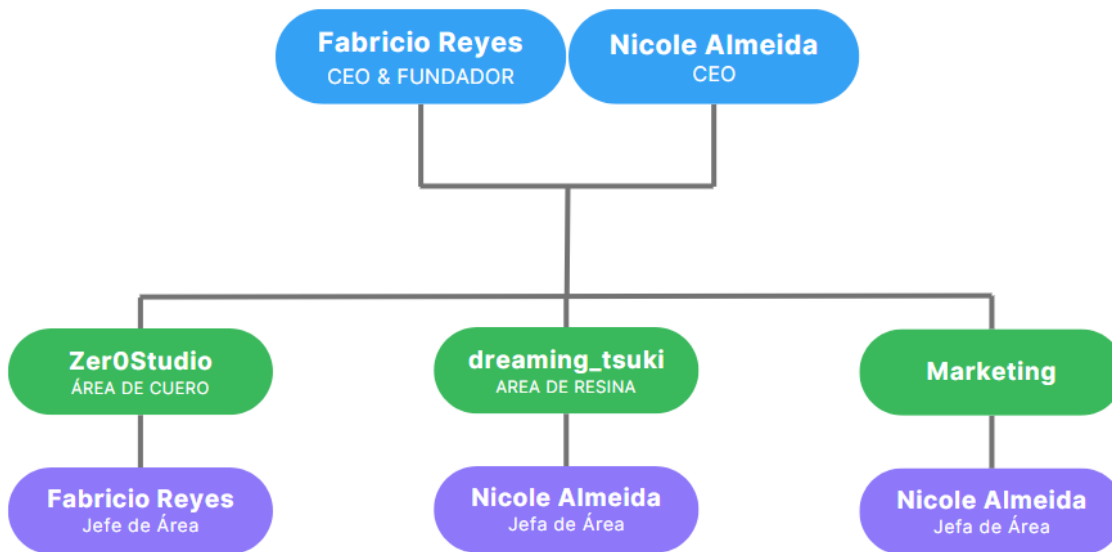 Fabricio Reyes
CEO & FUNDADOR
Nicole Almeida
CEO
Zer0Studio
ÁREA DE CUERO
dreaming_tsuki
AREA DE RESINA
Marketing
Fabricio Reyes
Jefe de Área
Nicole Almeida
Jefa de Área
Nicole Almeida
Jefa de Área